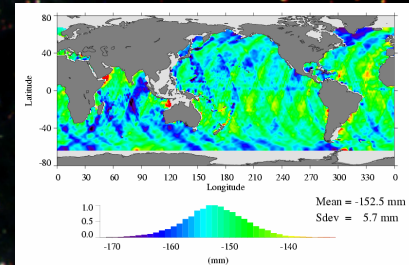 80
40
0
-40
-80
Latitude
0 30 60 90 120 150 180 210 240 270 300 330 0
Longitude
1.0
0.5
0.0
-170 -160 -150 -140
(mm)
Mean = -152.5 mm
Sdev = 5.7 mm